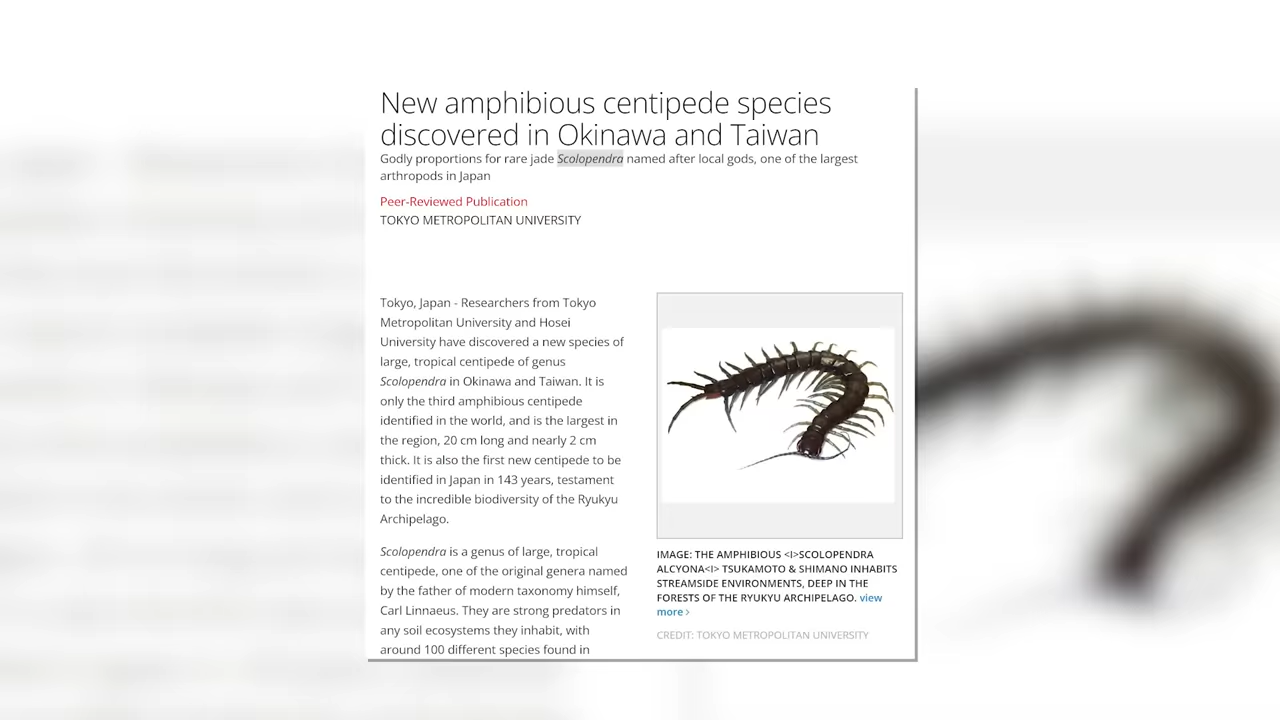 New amphibious centipede species
discovered in Okinawa and Taiwan
Godly proportions for rare jade Scolopendra named after local gods, one of the largest
arthropods in Japan
Peer-Reviewed Publication
TOKYO METROPOLITAN UNIVERSITY
Tokyo, Japan - Researchers from Tokyo
Metropolitan University and Hosei
University have discovered a new species of
large, tropical centipede of genus
Scolopendra in Okinawa and Taiwan. It is
only the third amphibious centipede
identified in the world, and is the largest in
the region, 20 cm long and nearly 2 cm
thick. It is also the first new centipede to be
identified in Japan in 143 years, testament
to the incredible biodiversity of the Ryukyu
Archipelago.
Scolopendra is a genus of large, tropical
centipede, one of the original genera named
by the father of modern taxonomy himself,
Carl Linnaeus. They are strong predators in
any soil ecosystems they inhabit, with
around 100 different species found in
IMAGE: THE AMPHIBIOUS <I>SCOLOPENDRA
ALCYONA<I> TSUKAMOTO & SHIMANO INHABITS
STREAMSIDE ENVIRONMENTS, DEEP IN THE
FORESTS OF THE RYUKYU ARCHIPELAGO. view
more ›
CREDIT: TOKYO METROPOLITAN UNIVERSITY